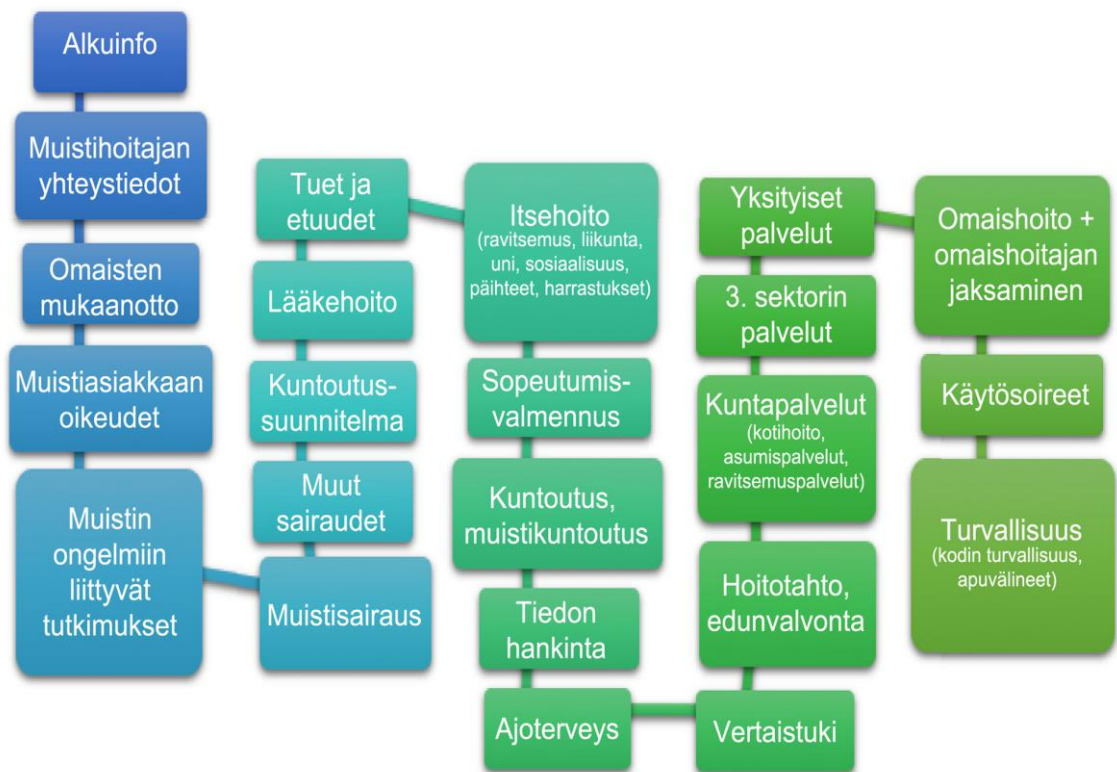 Alkuinfo
Muistihoitajan
yhteystiedot
Omaisten
mukaanotto
Muistiasiakkaan
oikeudet
Muistin
ongelmiin
liittyvät
tutkimukset
Muistisairaus
Muut
sairaudet
Kuntoutus-
suunnitelma
Lääkehoito
Tuet ja
etuudet
Itsehoito
(ravitsemus, liikunta,
uni, sosiaalisuus,
päihteet, harrastukset)
Sopeutumis-
valmennus
Kuntoutus,
muistikuntoutus
Tiedon
hankinta
Ajoterveys
Vertaistuki
Hoitotahto,
edunvalvonta
Kuntapalvelut
(kotihoito,
asumispalvelut,
ravitsemuspalvelut)
3. sektorin
palvelut
Yksityiset
palvelut
Omaishoito +
omaishoitajan
jaksaminen
Käytösoireet
Turvallisuus
(kodin turvallisuus,
apuvälineet)